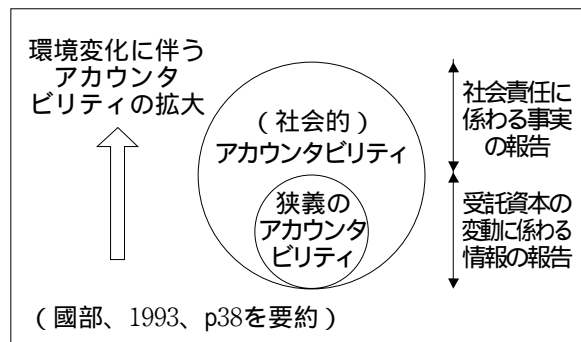 環境変化に伴う
アカウンタ
ビリティの拡大
(社会的)
アカウンタビリティ
狭義の
アカウンタ
ビリティ
社会責任に
係わる事実
の報告
受託資本の
変動に係わる
情報の報告
(國部、1993、p38を要約)